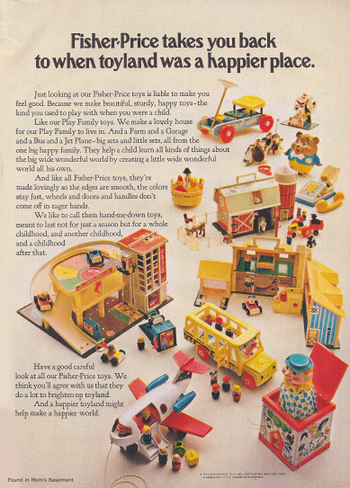 Fisher-Price takes you back
to when toyland was a happier place.
Just looking at our Fisher-Price toys is liable to make you
feel good. Because we make beautiful, sturdy, happy toys–the
kind you used to play with when you were a child.
Like our Play Family toys. We make a lovely house
for our Play Family to live in. And a Farm and a Garage
and a Bus and a Jet Plane–big sets and little sets, all from the
one big happy family. They help a child learn all kinds of things about
the big wide wonderful world by creating a little wide wonderful
world all his own.
And like all Fisher-Price toys, they're
made lovingly so the edges are smooth, the colors
stay fast, wheels and doors and handles don't
come off in eager hands.
We like to call them hand-me-down toys,
meant to last not for just a season but for a whole
childhood, and another childhood,
and a childhood
after that.
Have a good careful
look at all our Fisher-Price toys. We
think you'll agree with us that they
do a lot to brighten up toyland.
And a happier toyland might
help make a happier world.
Found in Mom's Basement